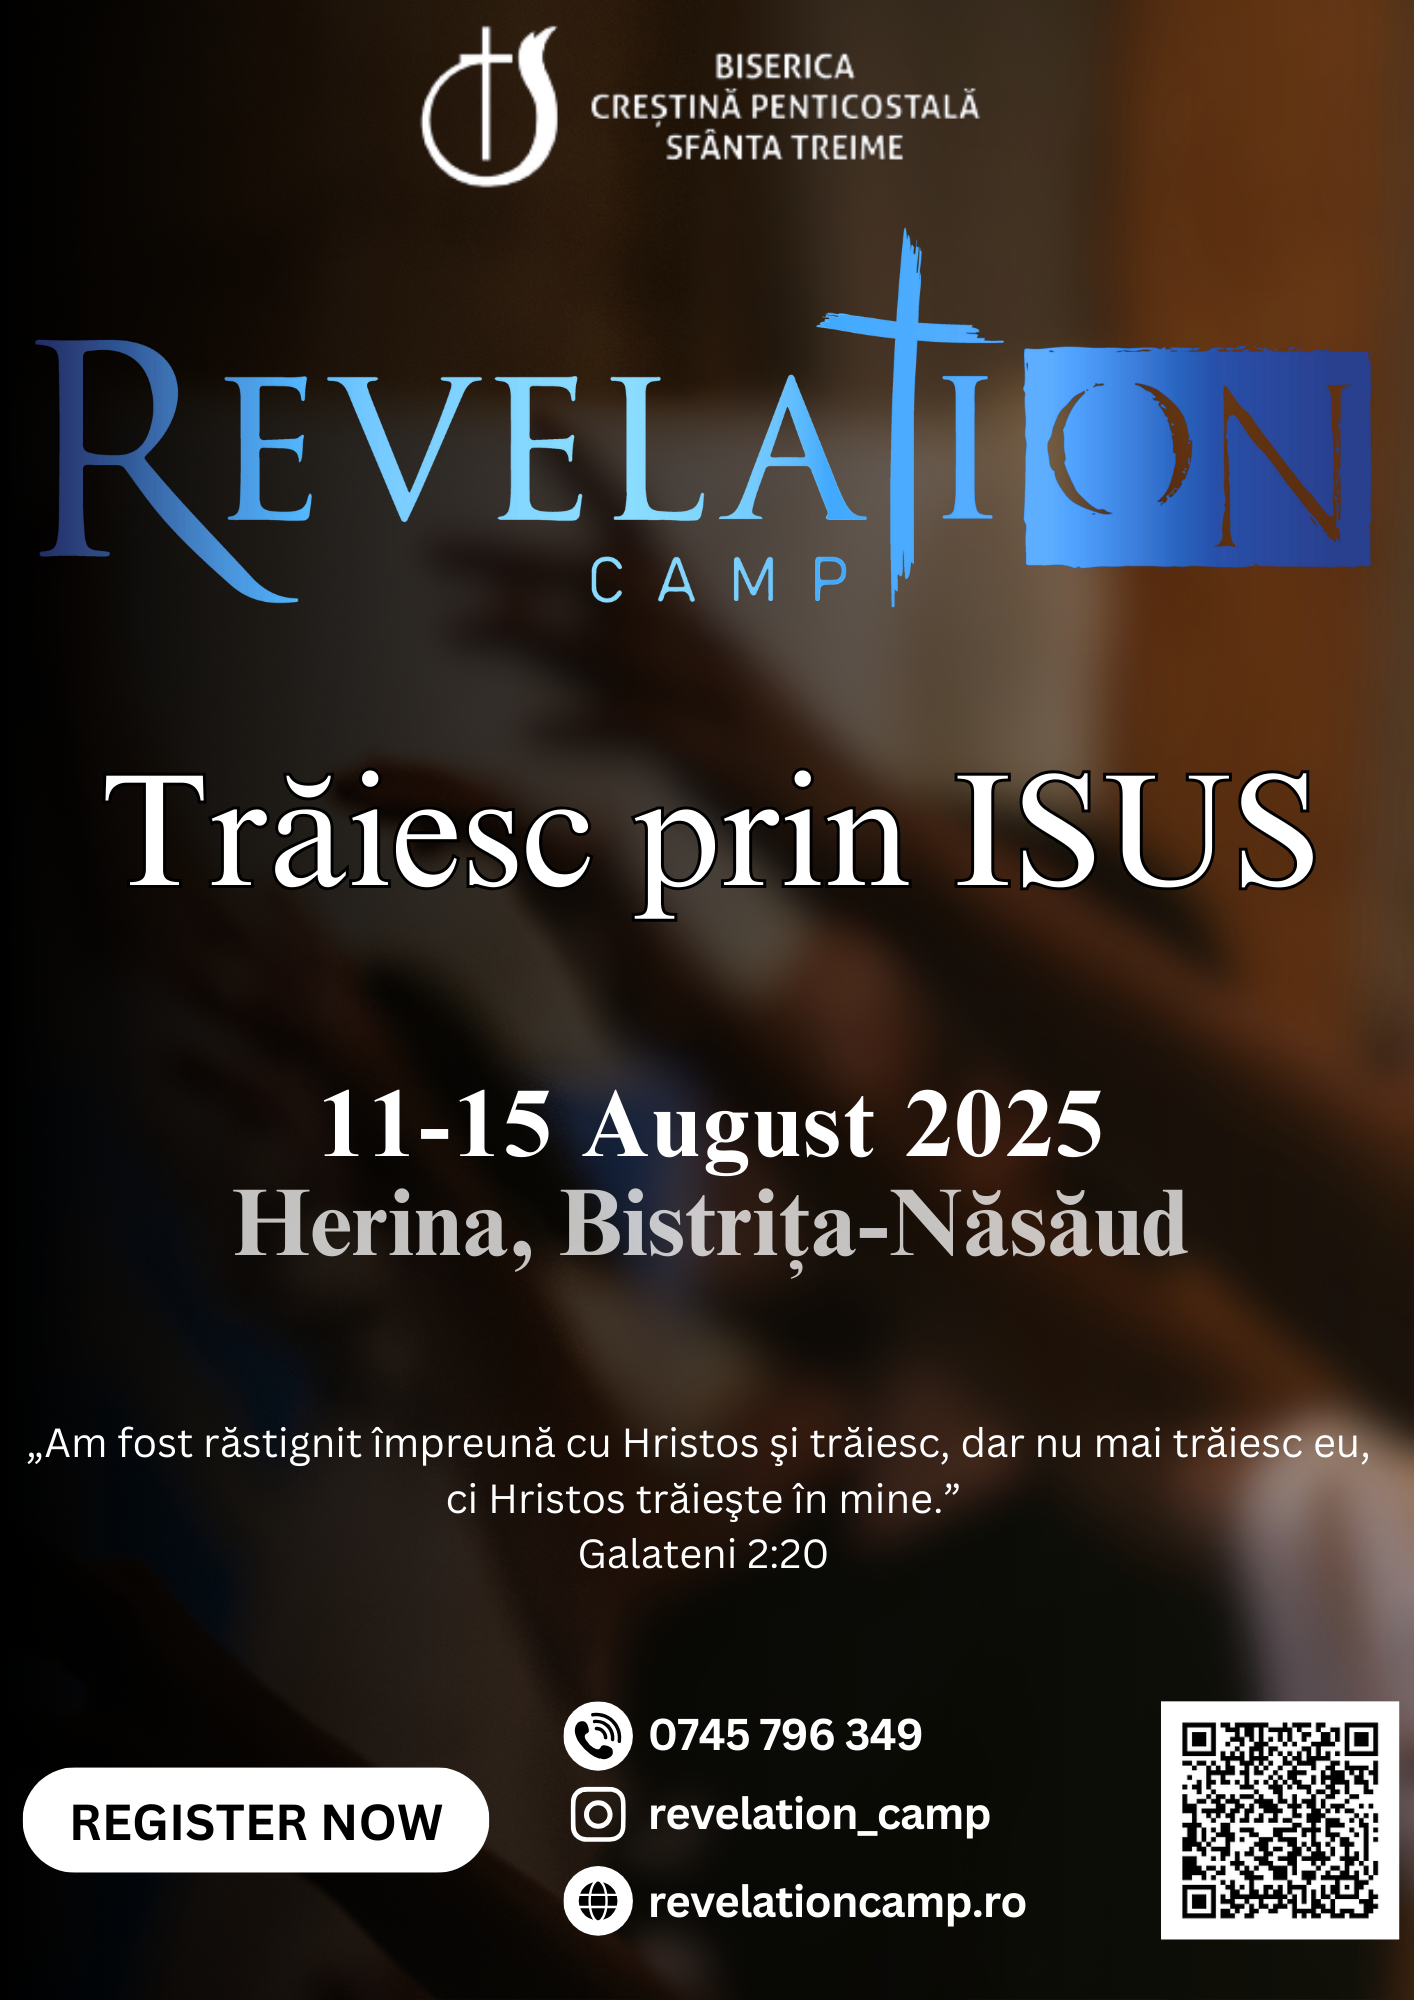 BISERICA
CREȘTINĂ PENTICOSTALĂ
SFÂNTA TREIME
REVELATION
CAMP
Trăiesc prin ISUS
11-15 August 2025
Herina, Bistrița-Năsăud
„Am fost răstignit împreună cu Hristos şi trăiesc, dar nu mai trăiesc eu,
ci Hristos trăieşte în mine.”
Galateni 2:20
0745 796 349
REGISTER NOW
revelation_camp
revelationcamp.ro